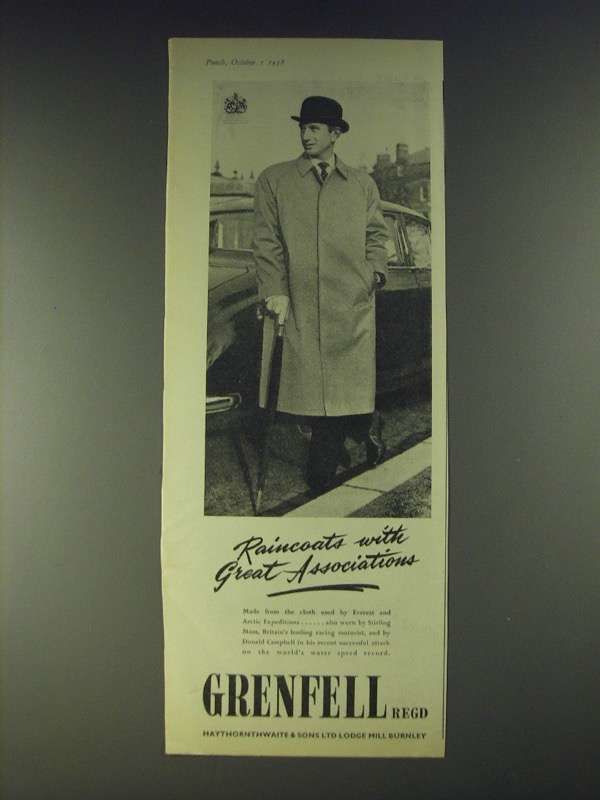 Punch, October 1 1958
Raincoats with
Great Associations
Made from the cloth used by Everest and
Arctic Expeditions ...... also worn by Stirling
Moss, Britain's leading racing motorist, and by
Donald Campbell in his recent successful attack
on the world's water speed record.
GRENFELL REGD
HAYTHORNTHWAITE & SONS LTD LODGE MILL BURNLEY